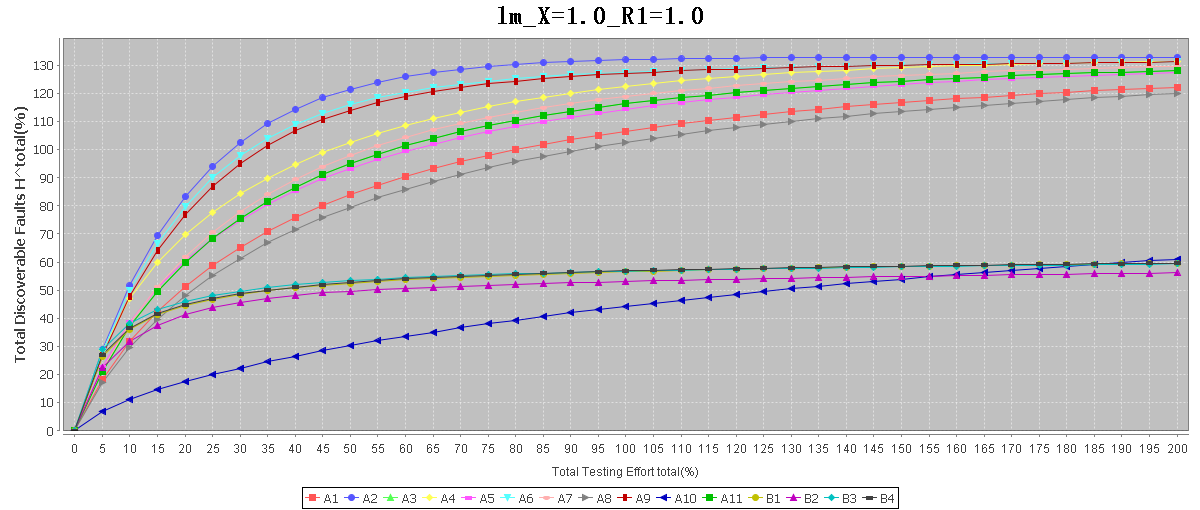 lm_X=1.0_R1=1.0
Total Discoverable Faults H^total(%)
130
120
110
100
90
80
70
60
50
40
30
20
10
0
0 5 10 15 20 25 30 35 40 45 50 55 60 65 70 75 80 85 90 95 100 105 110 115 120 125 130 135 140 145 150 155 160 165 170 175 180 185 190 195 200
Total Testing Effort total(%)
A1 A2 A3 A4 A5 A6 A7 A8 A9 A10 A11 B1 B2 B3 B4